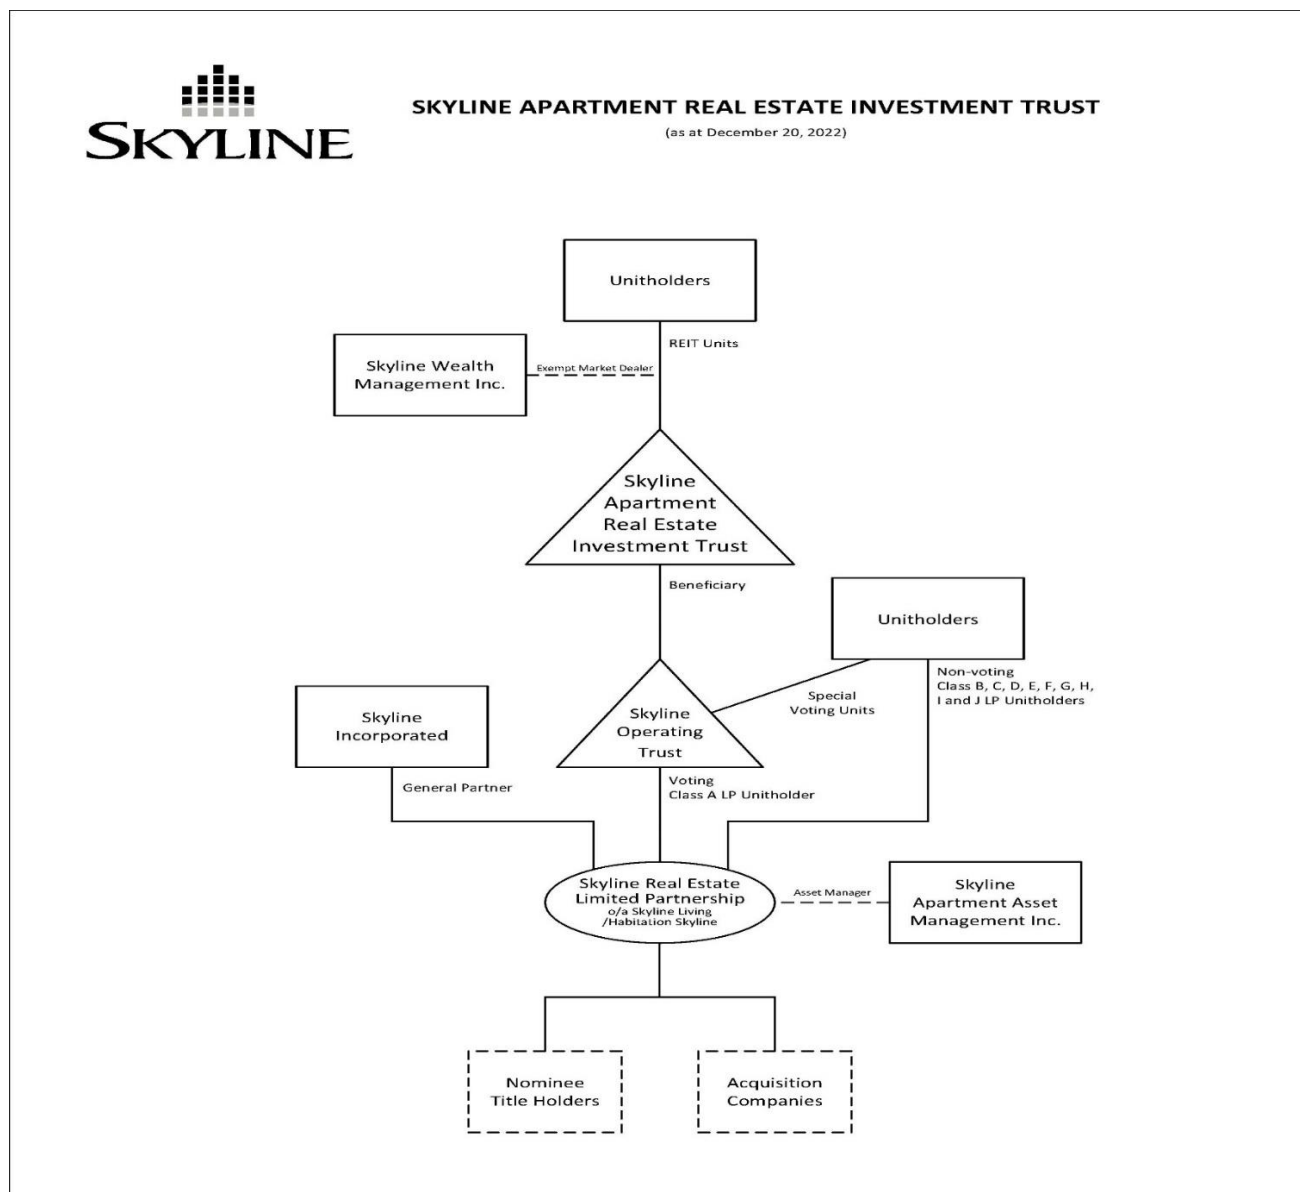 SKYLINE
SKYLINE APARTMENT REAL ESTATE INVESTMENT TRUST
(as at December 20, 2022)
Unitholders
REIT Units
Skyline Wealth
Management Inc.
Exempt Market Dealer
Skyline
Apartment
Real Estate
Investment Trust
Beneficiary
Unitholders
Special
Voting Units
Non-voting
Class B, C, D, E, F, G, H,
I and J LP Unitholders
Skyline
Incorporated
General Partner
Skyline
Operating
Trust
Voting
Class A LP Unitholder
Skyline Real Estate
Limited Partnership
o/a Skyline Living
/Habitation Skyline
Asset Manager
Skyline
Apartment Asset
Management Inc.
Nominee
Title Holders
Acquisition
Companies